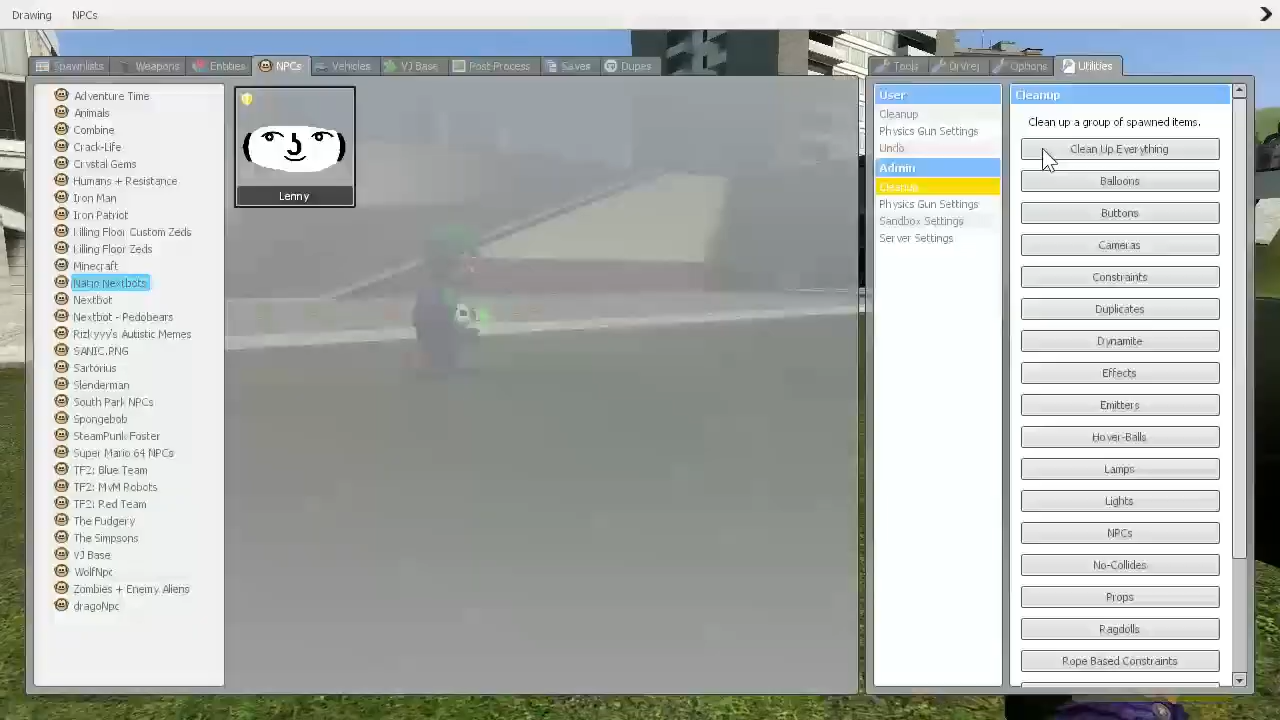 Drawing NPCs
Spawnlists Weapons Entities NPCs Vehicles VJ Base Post Process Saves Dupes
Tools DrVrej Options Utilities
Adventure Time
Animals
Combine
Crack-Life
Crystal Gems
Humans + Resistance
Iron Man
Iron Patriot
Killing Floor Custom Zeds
Killing Floor Zeds
Minecraft
Nextbot
Nextbot - Pedobears
Rizkyyy's Autistic Memes
SANIC.PNG
Sartorius
Slenderman
South Park NPCs
Spongebob
SteamPunk Foster
Super Mario 64 NPCs
TF2: Blue Team
TF2: MvM Robots
TF2: Red Team
The Fudgery
The Simpsons
VJ Base
WolfNpc
Zombies + Enemy Aliens
dragoNpc
Lenny
User
Cleanup
Physics Gun Settings
Undo
Admin
Cleanup
Physics Gun Settings
Sandbox Settings
Server Settings
Cleanup
Clean up a group of spawned items.
Clean Up Everything
Balloons
Buttons
Cameras
Constraints
Duplicates
Dynamite
Effects
Emitters
Hover-Balls
Lamps
Lights
NPCs
No-Collides
Props
Ragdolls
Rope Based Constraints